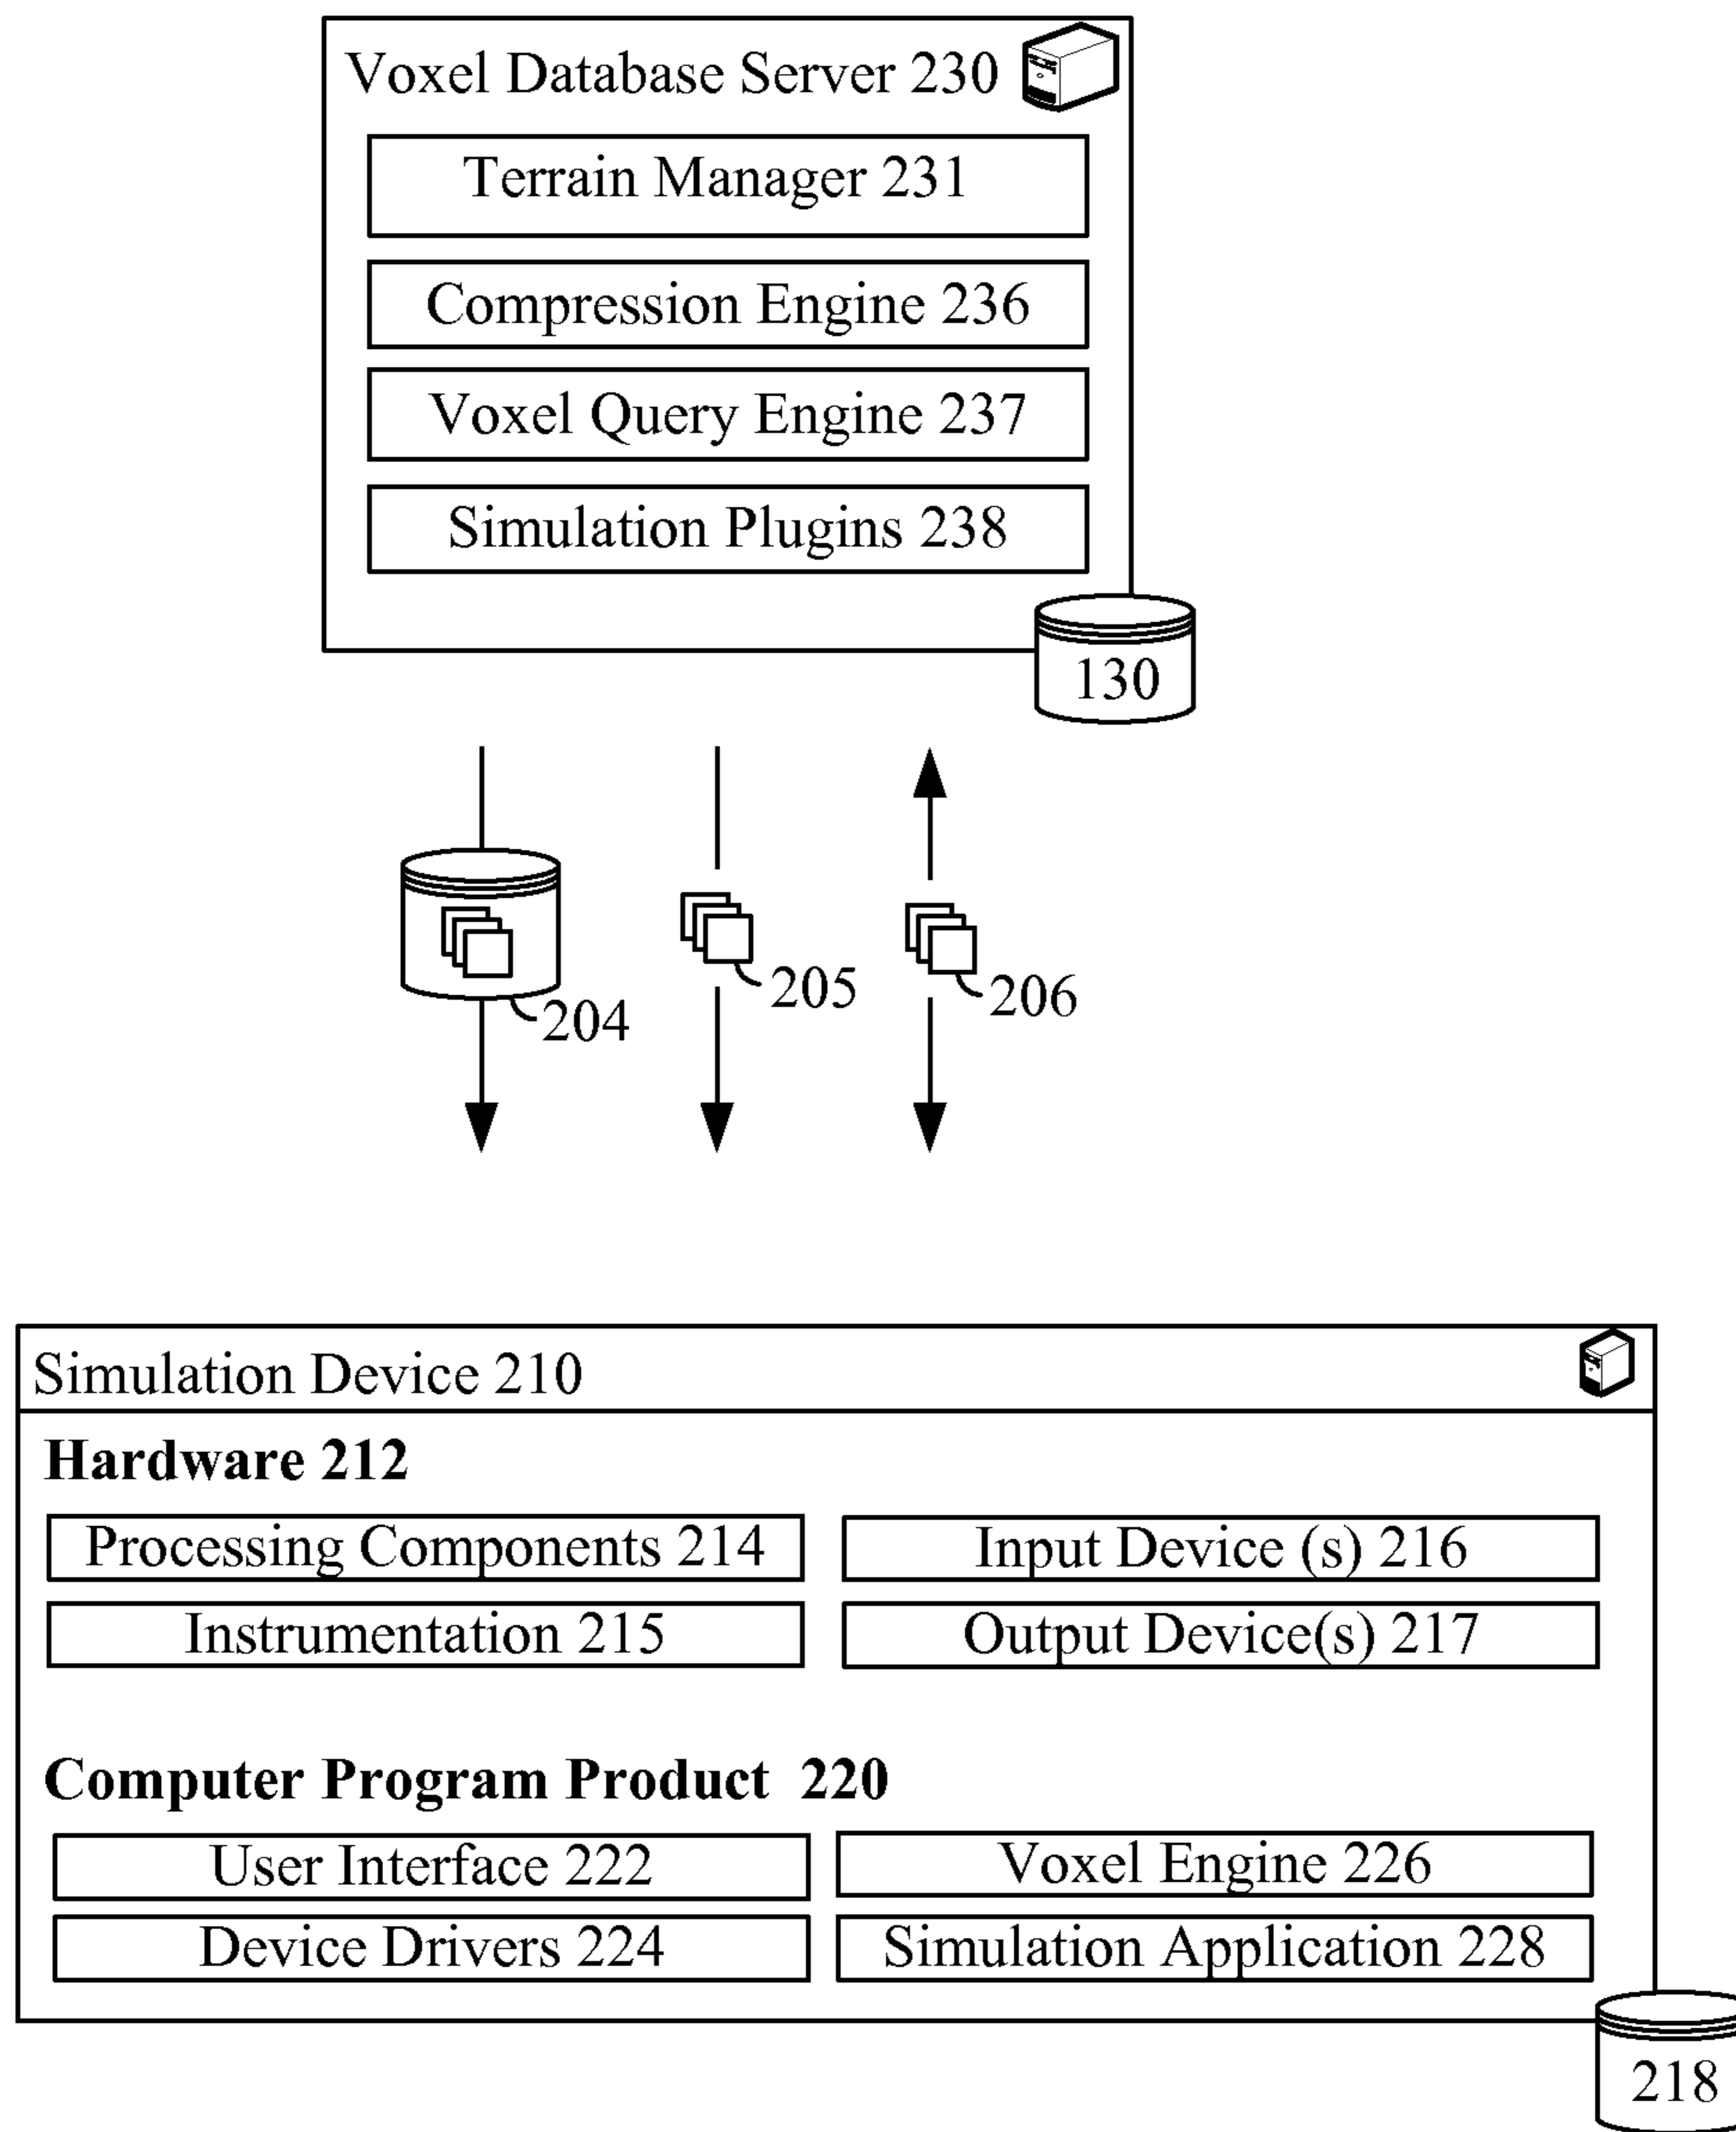 Voxel Database Server 230
Terrain Manager 231
Compression Engine 236
Voxel Query Engine 237
Simulation Plugins 238
130
204
205
206
Simulation Device 210
Hardware 212
Processing Components 214
Input Device (s) 216
Instrumentation 215
Output Device(s) 217
Computer Program Product 220
User Interface 222
Voxel Engine 226
Device Drivers 224
Simulation Application 228
218